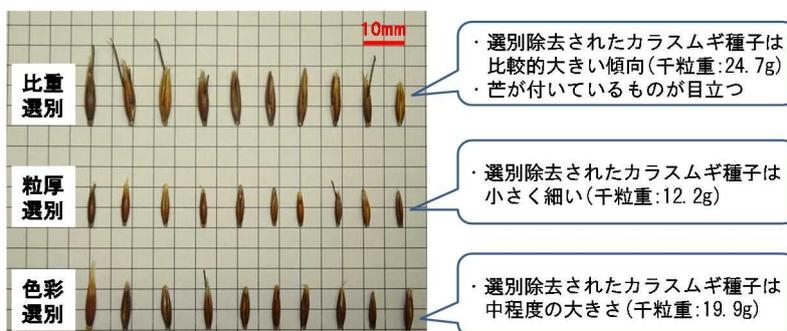 10mm
比重
選別
・選別除去されたカラスムギ種子は
比較的大きい傾向(千粒重:24.7g)
・芒が付いているものが目立つ
粒厚
選別
・選別除去されたカラスムギ種子は
小さく細い(千粒重:12.2g)
色彩
選別
・選別除去されたカラスムギ種子は
中程度の大きさ(千粒重:19.9g)